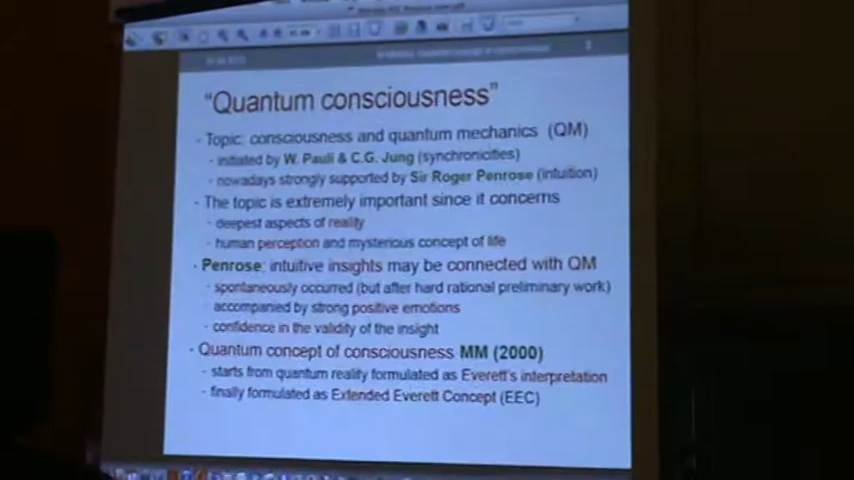 "Quantum consciousness"
- Topic: consciousness and quantum mechanics (QM)
- initiated by W. Pauli & C.G. Jung (synchronicities)
- nowadays strongly supported by Sir Roger Penrose (intuition)
- The topic is extremely important since it concerns
- deepest aspects of reality
- human perception and mysterious concept of life
- Penrose: intuitive insights may be connected with QM
- spontaneously occurred (but after hard rational preliminary work)
- accompanied by strong positive emotions
- confidence in the validity of the insight
- Quantum concept of consciousness MM (2000)
- starts from quantum reality formulated as Everett's interpretation
- finally formulated as Extended Everett Concept (EEC)